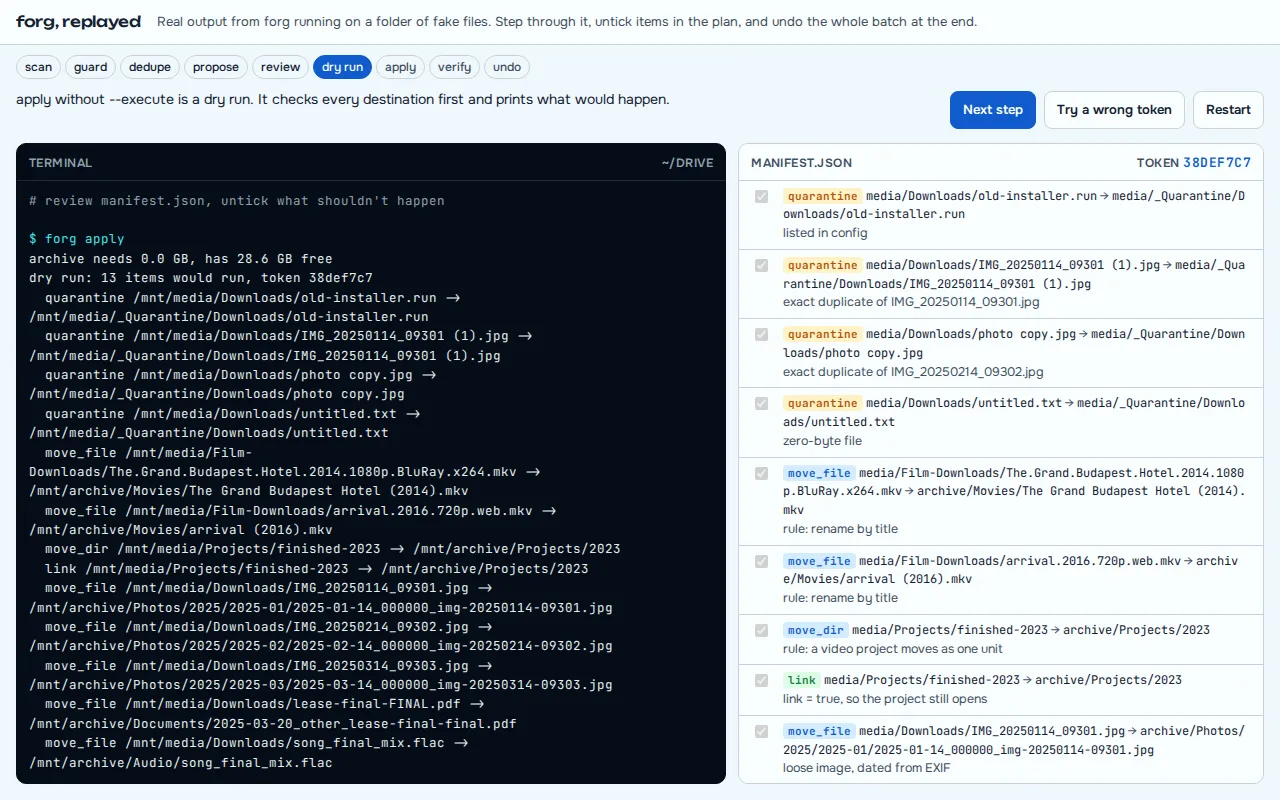 forg, replayed
Real output from forg running on a folder of fake files. Step through it, untick items in the plan, and undo the whole batch at the end.
scan
guard
dedupe
propose
review
dry run
apply
verify
undo
apply without --execute is a dry run. It checks every destination first and prints what would happen.
Next step
Try a wrong token
Restart
TERMINAL
~/DRIVE
# review manifest.json, untick what shouldn't happen
$ forg apply
archive needs 0.0 GB, has 28.6 GB free
dry run: 13 items would run, token 38def7c7
quarantine /mnt/media/Downloads/old-installer.run →
/mnt/media/_Quarantine/Downloads/old-installer.run
quarantine /mnt/media/Downloads/IMG_20250114_09301 (1).jpg →
/mnt/media/_Quarantine/Downloads/IMG_20250114_09301 (1).jpg
quarantine /mnt/media/Downloads/photo copy.jpg →
/mnt/media/_Quarantine/Downloads/photo copy.jpg
quarantine /mnt/media/Downloads/untitled.txt →
/mnt/media/_Quarantine/Downloads/untitled.txt
move_file /mnt/media/Film-
Downloads/The.Grand.Budapest.Hotel.2014.1080p.BluRay.x264.mkv →
/mnt/archive/Movies/The Grand Budapest Hotel (2014).mkv
move_file /mnt/media/Film-Downloads/arrival.2016.720p.web.mkv →
/mnt/archive/Movies/arrival (2016).mkv
move_dir /mnt/media/Projects/finished-2023 → /mnt/archive/Projects/2023
link /mnt/media/Projects/finished-2023 → /mnt/archive/Projects/2023
move_file /mnt/media/Downloads/IMG_20250114_09301.jpg →
/mnt/archive/Photos/2025/2025-01/2025-01-14_000000_img-20250114-09301.jpg
move_file /mnt/media/Downloads/IMG_20250214_09302.jpg →
/mnt/archive/Photos/2025/2025-02/2025-02-14_000000_img-20250214-09302.jpg
move_file /mnt/media/Downloads/IMG_20250314_09303.jpg →
/mnt/archive/Photos/2025/2025-03/2025-03-14_000000_img-20250314-09303.jpg
move_file /mnt/media/Downloads/lease-final-FINAL.pdf →
/mnt/archive/Documents/2025-03-20_other_lease-final-final.pdf
move_file /mnt/media/Downloads/song_final_mix.flac →
/mnt/archive/Audio/song_final_mix.flac
MANIFEST.JSON
TOKEN 38DEF7C7
quarantine media/Downloads/old-installer.run → media/_Quarantine/D
ownloads/old-installer.run
listed in config
quarantine media/Downloads/IMG_20250114_09301 (1).jpg → media/_Qua
rantine/Downloads/IMG_20250114_09301 (1).jpg
exact duplicate of IMG_20250114_09301.jpg
quarantine media/Downloads/photo copy.jpg → media/_Quarantine/Down
loads/photo copy.jpg
exact duplicate of IMG_20250214_09302.jpg
quarantine media/Downloads/untitled.txt → media/_Quarantine/Downlo
ads/untitled.txt
zero-byte file
move_file media/Film-Downloads/The.Grand.Budapest.Hotel.2014.1080
p.BluRay.x264.mkv → archive/Movies/The Grand Budapest Hotel (2014).
mkv
rule: rename by title
move_file media/Film-Downloads/arrival.2016.720p.web.mkv → archiv
e/Movies/arrival (2016).mkv
rule: rename by title
move_dir media/Projects/finished-2023 → archive/Projects/2023
rule: a video project moves as one unit
link media/Projects/finished-2023 → archive/Projects/2023
link = true, so the project still opens
move_file media/Downloads/IMG_20250114_09301.jpg → archive/Photos/
2025/2025-01/2025-01-14_000000_img-20250114-09301.jpg
loose image, dated from EXIF